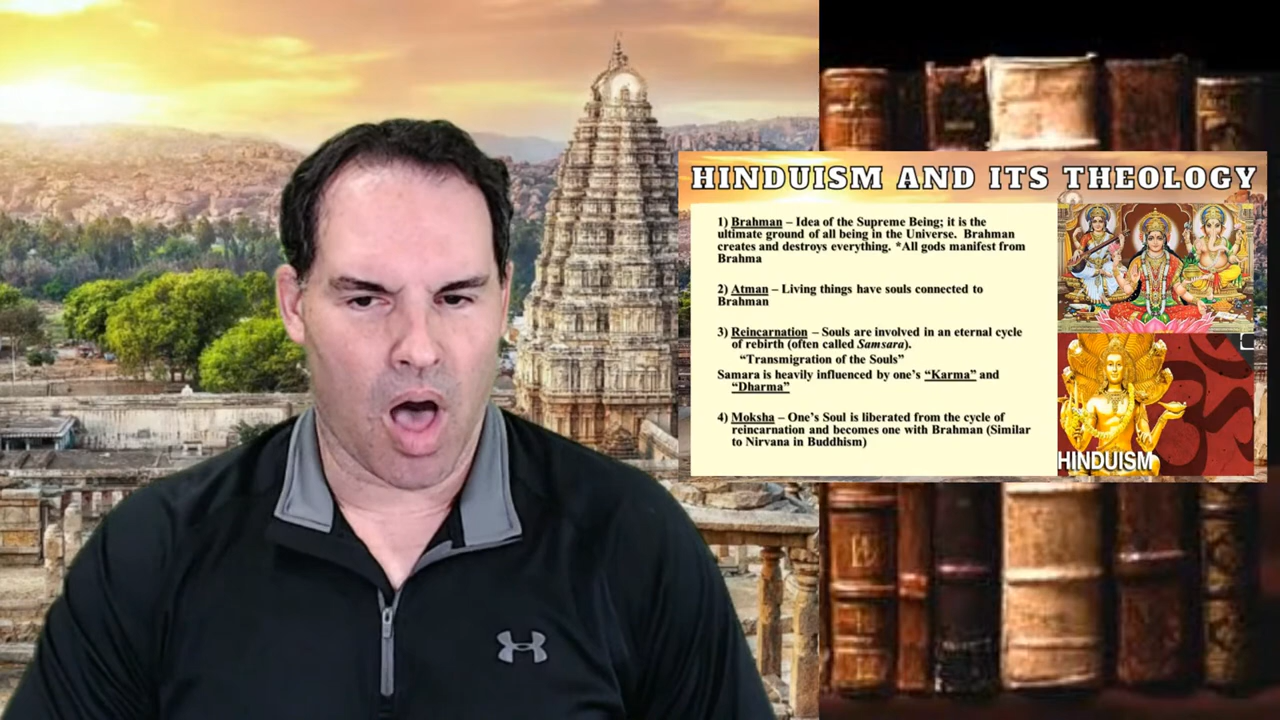 HINDUISM AND ITS THEOLOGY
1) Brahman – Idea of the Supreme Being; it is the
ultimate ground of all being in the Universe. Brahman
creates and destroys everything. *All gods manifest from
Brahma
2) Atman – Living things have souls connected to
Brahman
3) Reincarnation – Souls are involved in an eternal cycle
of rebirth (often called Samsara).
“Transmigration of the Souls”
Samara is heavily influenced by one’s “Karma” and
“Dharma”
4) Moksha – One’s Soul is liberated from the cycle of
reincarnation and becomes one with Brahman (Similar
to Nirvana in Buddhism)
HINDUISM